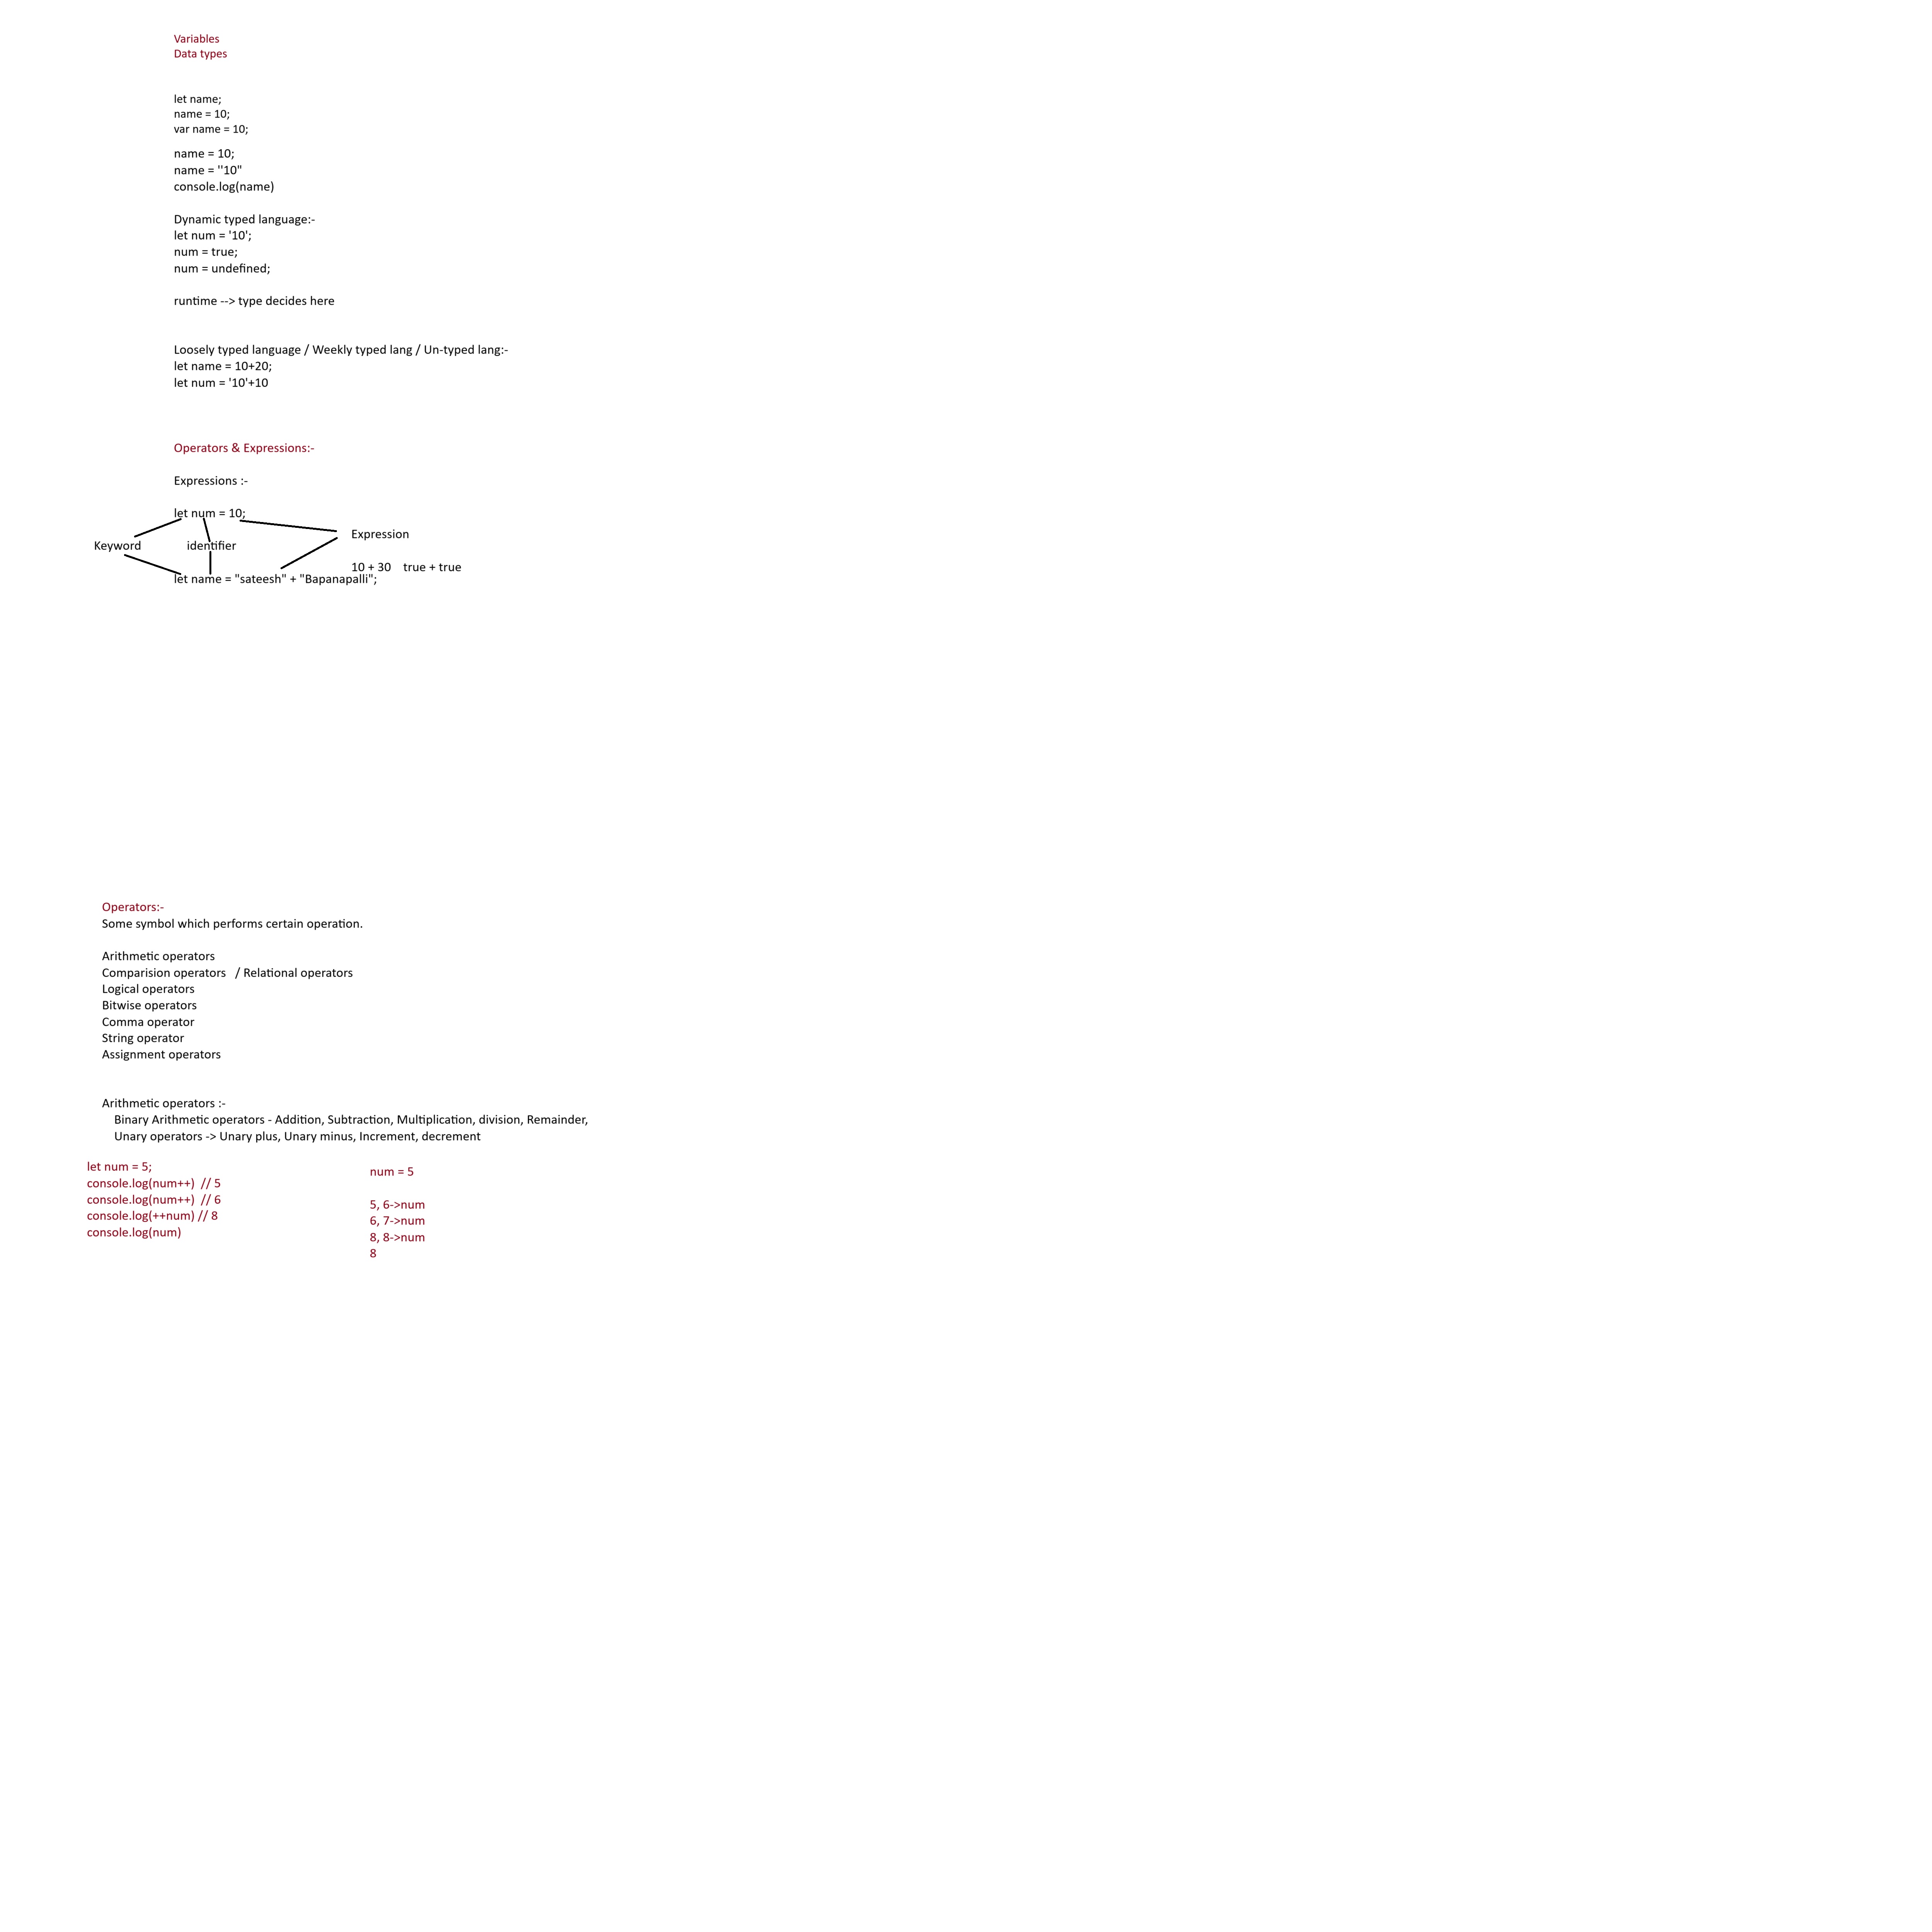 Variables
Data types
let name;
name = 10;
var name = 10;
name = 10;
name = ''10"
console.log(name)
Dynamic typed language:-
let num = '10';
num = true;
num = undefined;
runtime --> type decides here
Loosely typed language / Weekly typed lang / Un-typed lang:-
let name = 10+20;
let num = '10'+10
Operators & Expressions:-
Expressions :-
let num = 10;
Expression
Keyword identifier
10 + 30 true + true
let name = "sateesh" + "Bapanapalli";
Operators:-
Some symbol which performs certain operation.
Arithmetic operators
Comparision operators / Relational operators
Logical operators
Bitwise operators
Comma operator
String operator
Assignment operators
Arithmetic operators :-
Binary Arithmetic operators - Addition, Subtraction, Multiplication, division, Remainder,
Unary operators -> Unary plus, Unary minus, Increment, decrement
let num = 5;
console.log(num++) // 5
console.log(num++) // 6
console.log(++num) // 8
console.log(num)
num = 5
5, 6->num
6, 7->num
8, 8->num
8